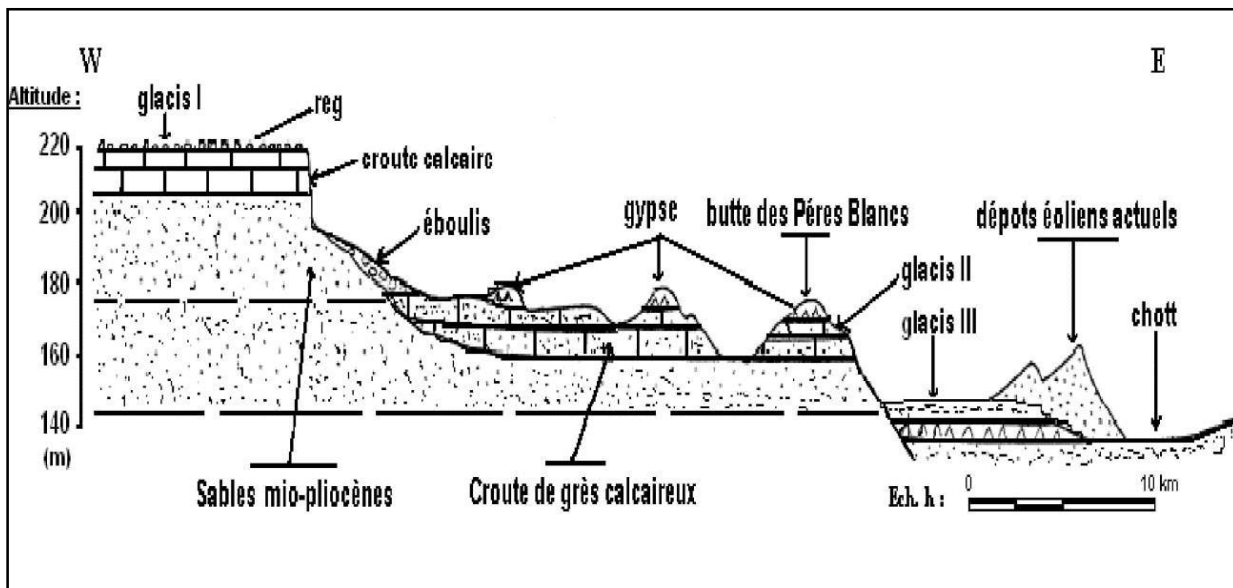 W
E
Altitude :
glacis I
reg
220
croute calcaire
200
éboulis
gypse
butte des Péres Blancs
dépots éoliens actuels
180
glacis II
glacis III
chott
160
140
(m)
Sables mio-pliocènes
Croute de grès calcaireux
Ech. h :
0
10 km